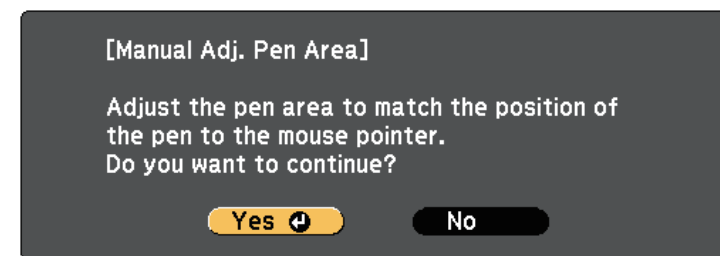 [Manual Adj. Pen Area]
Adjust the pen area to match the position of
the pen to the mouse pointer.
Do you want to continue?
Yes
No